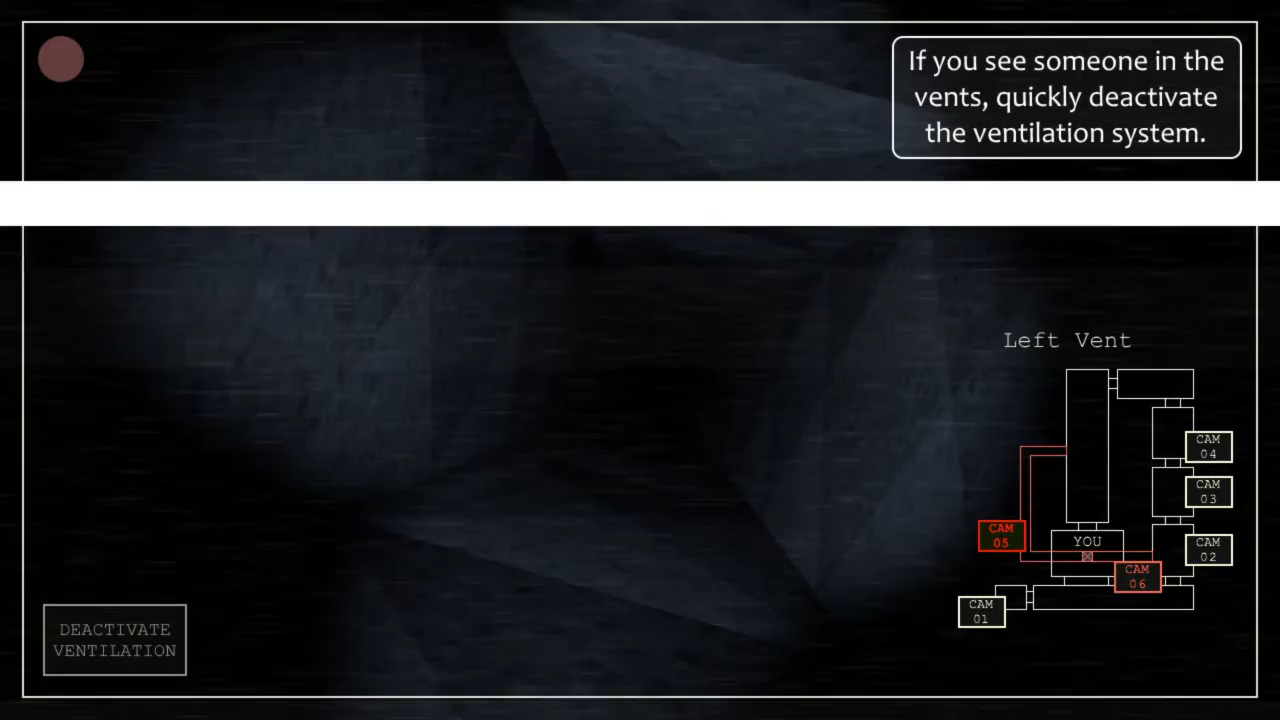 If you see someone in the
vents, quickly deactivate
the ventilation system.
Left Vent
CAM
04
CAM
03
CAM
05
YOU
CAM
02
CAM
06
CAM
01
DEACTIVATE
VENTILATION